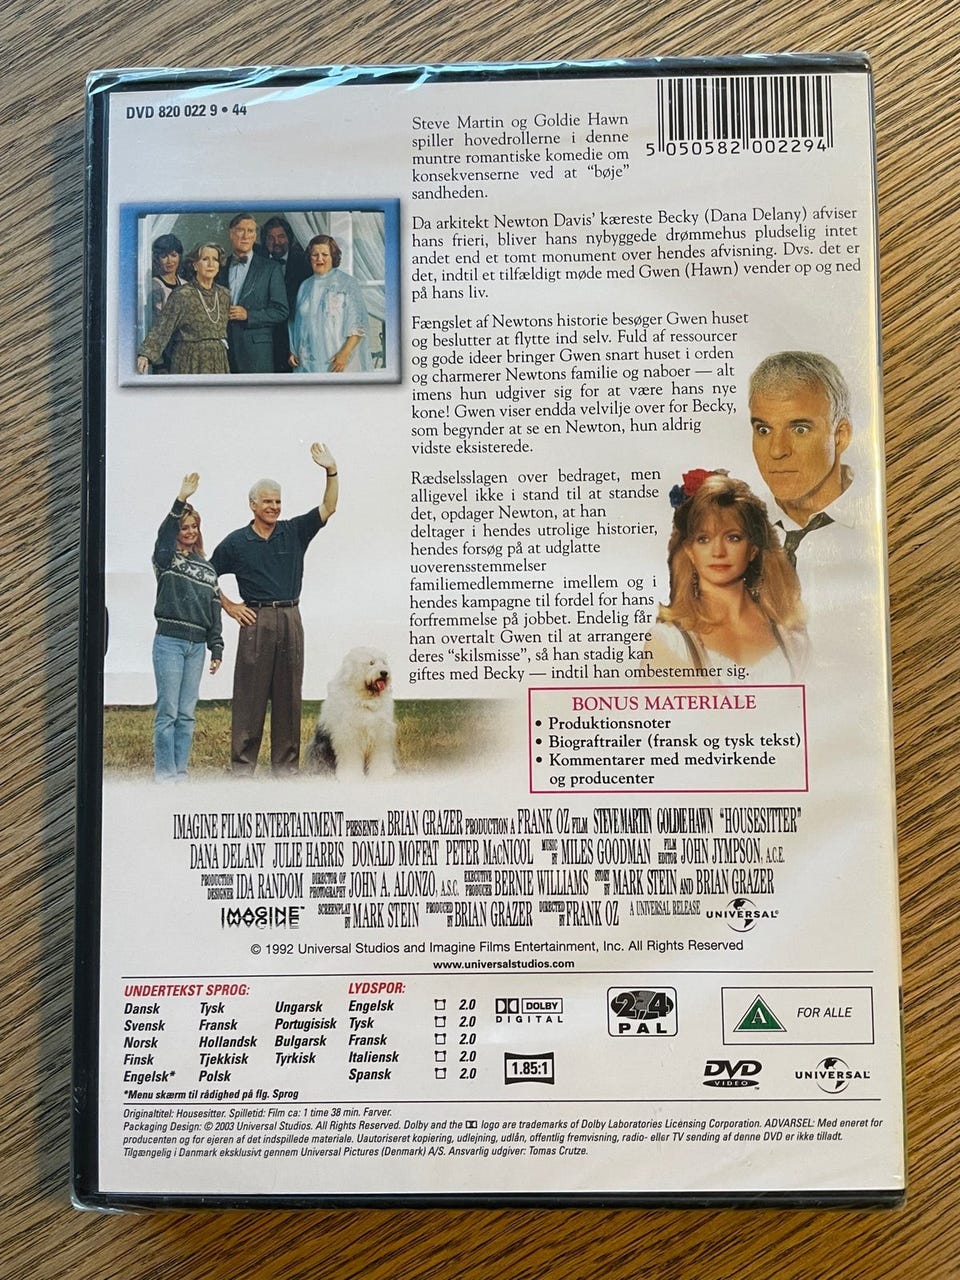 DVD 820 022 9 • 44
5 050582 002294
Steve Martin og Goldie Hawn
spiller hovedrollerne i denne
muntre romantiske komedie om
konsekvenserne ved at “bøje”
sandheden.
Da arkitekt Newton Davis’ kæreste Becky (Dana Delany) afviser
hans frieri, bliver hans nybyggede drømmehus pludselig intet
andet end et tomt monument over hendes afvisning. Dvs. det er
det, indtil et tilfældigt møde med Gwen (Hawn) vender op og ned
på hans liv.
Fængslet af Newtons historie besøger Gwen huset
og beslutter at flytte ind selv. Fuld af ressourcer
og gode ideer bringer Gwen snart huset i orden
og charmerer Newtons familie og naboer — alt
imens hun udgiver sig for at være hans nye
kone! Gwen viser endda velvilje over for Becky,
som begynder at se en Newton, hun aldrig
vidste eksisterede.
Rædselsslagen over bedraget, men
alligevel ikke i stand til at standse
det, opdager Newton, at han
deltager i hendes utrolige historier,
hendes forsøg på at udglatte
uoverensstemmelser
familiemedlemmerne imellem og i
hendes kampagne til fordel for hans
forfremmelse på jobbet. Endelig får
han overtalt Gwen til at arrangere
deres “skilsmisse”, så han stadig kan
giftes med Becky — indtil han ombestemmer sig.
BONUS MATERIALE
• Produktionsnoter
• Biograftrailer (fransk og tysk tekst)
• Kommentarer med medvirkende
og producenter
IMAGINE FILMS ENTERTAINMENT PRESENTS A BRIAN GRAZER PRODUCTION A FRANK OZ FILM STEVE MARTIN GOLDIE HAWN “HOUSESITTER”
DANA DELANY JULIE HARRIS DONALD MOFFAT PETER MACNICOL MUSIC BY MILES GOODMAN FILM EDITOR JOHN JYMPSON, A.C.E.
PRODUCTION DESIGNER IDA RANDOM DIRECTOR OF PHOTOGRAPHY JOHN A. ALONZO, A.S.C. EXECUTIVE PRODUCER BERNIE WILLIAMS STORY BY MARK STEIN AND BRIAN GRAZER
IMAGINE SCREENPLAY BY MARK STEIN PRODUCED BY BRIAN GRAZER DIRECTED BY FRANK OZ A UNIVERSAL RELEASE UNIVERSAL
© 1992 Universal Studios and Imagine Films Entertainment, Inc. All Rights Reserved
www.universalstudios.com
UNDERTEKST SPROG: LYDSPOR:
Dansk Tysk Ungarsk Engelsk 2.0
Svensk Fransk Portugisisk Tysk 2.0
Norsk Hollandsk Bulgarsk Fransk 2.0
Finsk Tjekkisk Tyrkisk Italiensk 2.0
Engelsk* Polsk Spansk 2.0
*Menu skærm til rådighed på flg. Sprog
DOLBY
DIGITAL
1.85:1
2,4
PAL
DVD
VIDEO
A FOR ALLE
UNIVERSAL
Originaltitel: Housesitter. Spilletid: Film ca: 1 time 38 min. Farver.
Packaging Design: © 2003 Universal Studios. All Rights Reserved. Dolby and the logo are trademarks of Dolby Laboratories Licensing Corporation. ADVARSEL: Med eneret for
producenten og for ejeren af det indspillede materiale. Uautoriseret kopiering, udlejning, udlån, offentlig fremvisning, radio- eller TV sending af denne DVD er ikke tilladt.
Tilgængelig i Danmark eksklusivt gennem Universal Pictures (Denmark) A/S. Ansvarlig udgiver: Tomas Crutze.